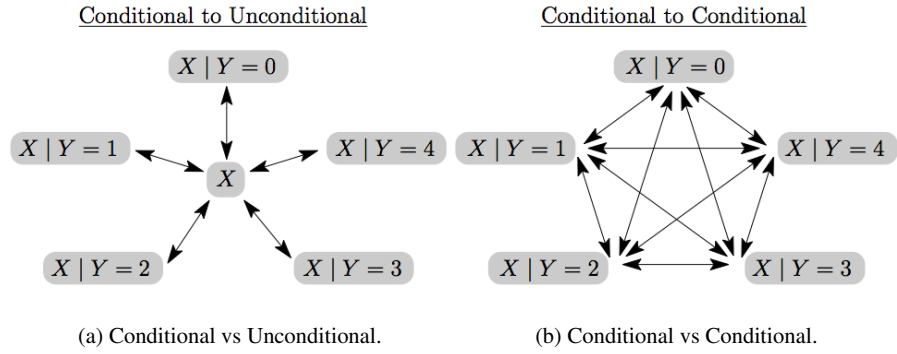 Conditional to Unconditional
X | Y = 0
X | Y = 1
X | Y = 4
X
X | Y = 2
X | Y = 3
(a) Conditional vs Unconditional.
Conditional to Conditional
X | Y = 0
X | Y = 1
X | Y = 4
X | Y = 2
X | Y = 3
(b) Conditional vs Conditional.